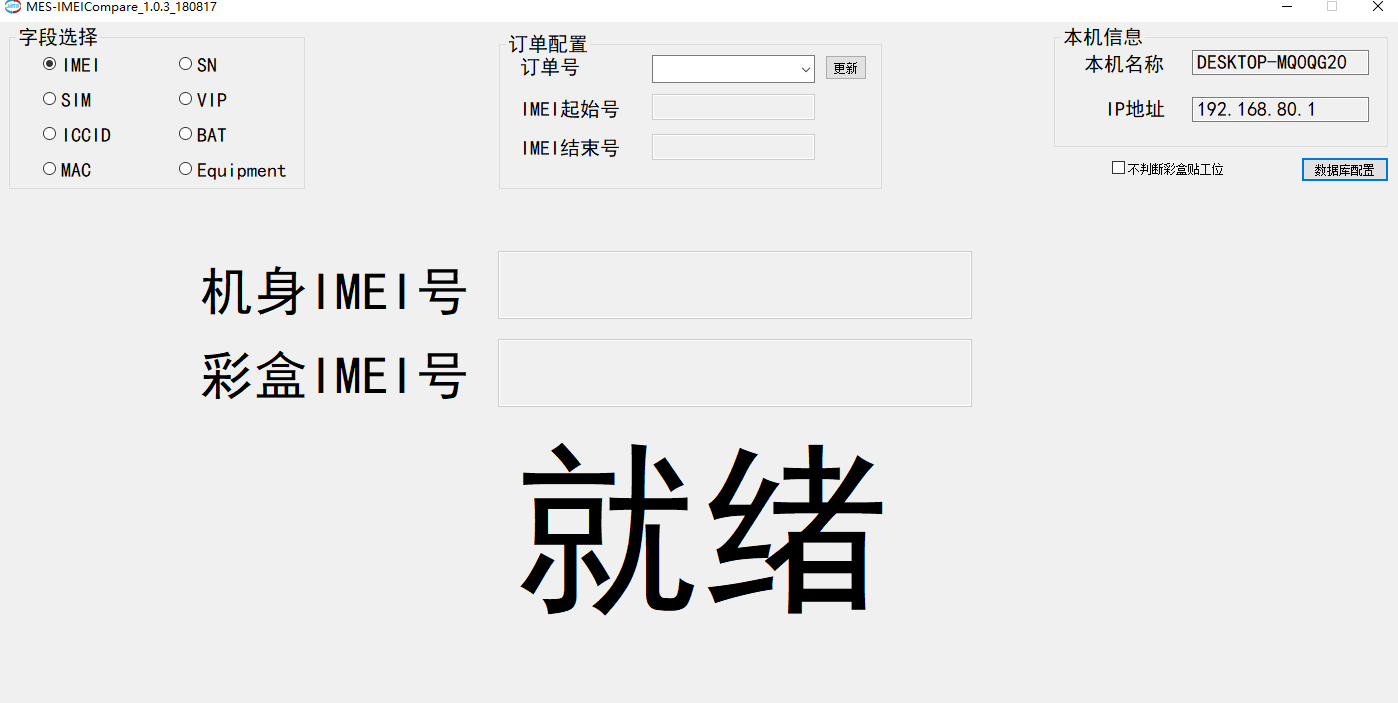 MES-IMEICompare_1.0.3_180817
字段选择
IMEI
SN
SIM
VIP
ICCID
BAT
MAC
Equipment
订单配置
订单号
更新
IMEI起始号
IMEI结束号
本机信息
本机名称 DESKTOP-MQOQG20
IP地址 192.168.80.1
不判断彩盒贴工位
数据库配置
机身IMEI号
彩盒IMEI号
就绪